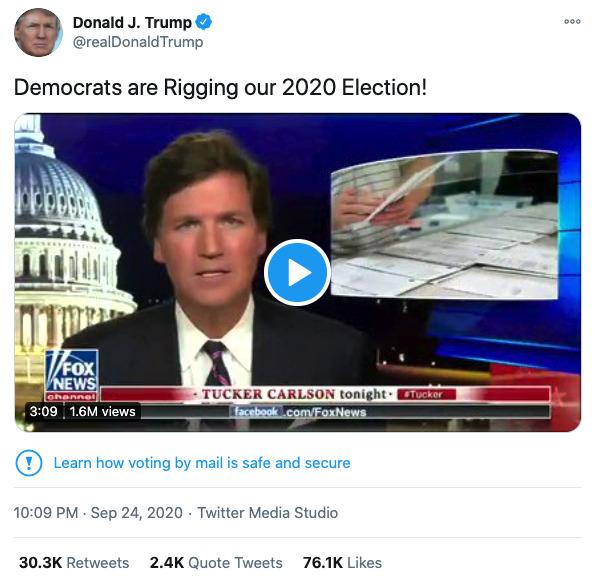 Donald J. Trump
@realDonaldTrump
Democrats are Rigging our 2020 Election!
FOX
NEWS
channel
· TUCKER CARLSON tonight · #Tucker
facebook.com/FoxNews
3:09 1.6M views
Learn how voting by mail is safe and secure
10:09 PM · Sep 24, 2020 · Twitter Media Studio
30.3K Retweets 2.4K Quote Tweets 76.1K Likes